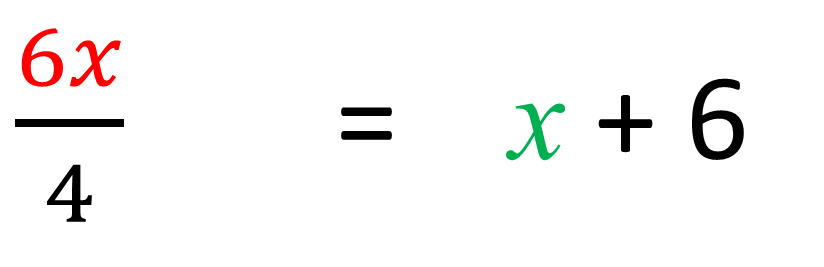 6x
4
= x + 6